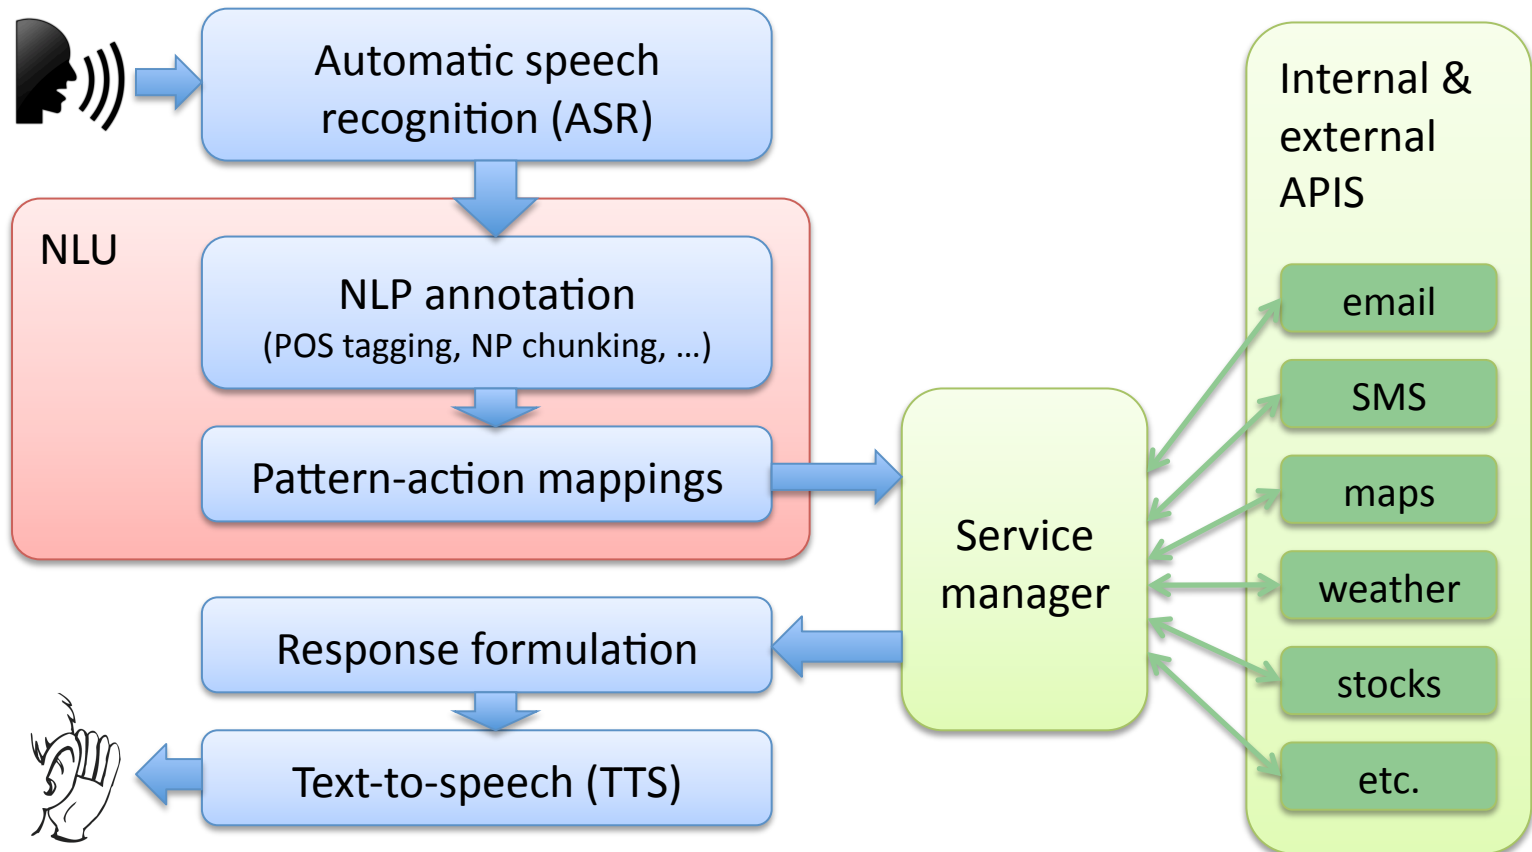 Automatic speech
recognition (ASR)
NLU
NLP annotation
(POS tagging, NP chunking, …)
Pattern-action mappings
Service
manager
Response formulation
Text-to-speech (TTS)
Internal &
external
APIS
email
SMS
maps
weather
stocks
etc.